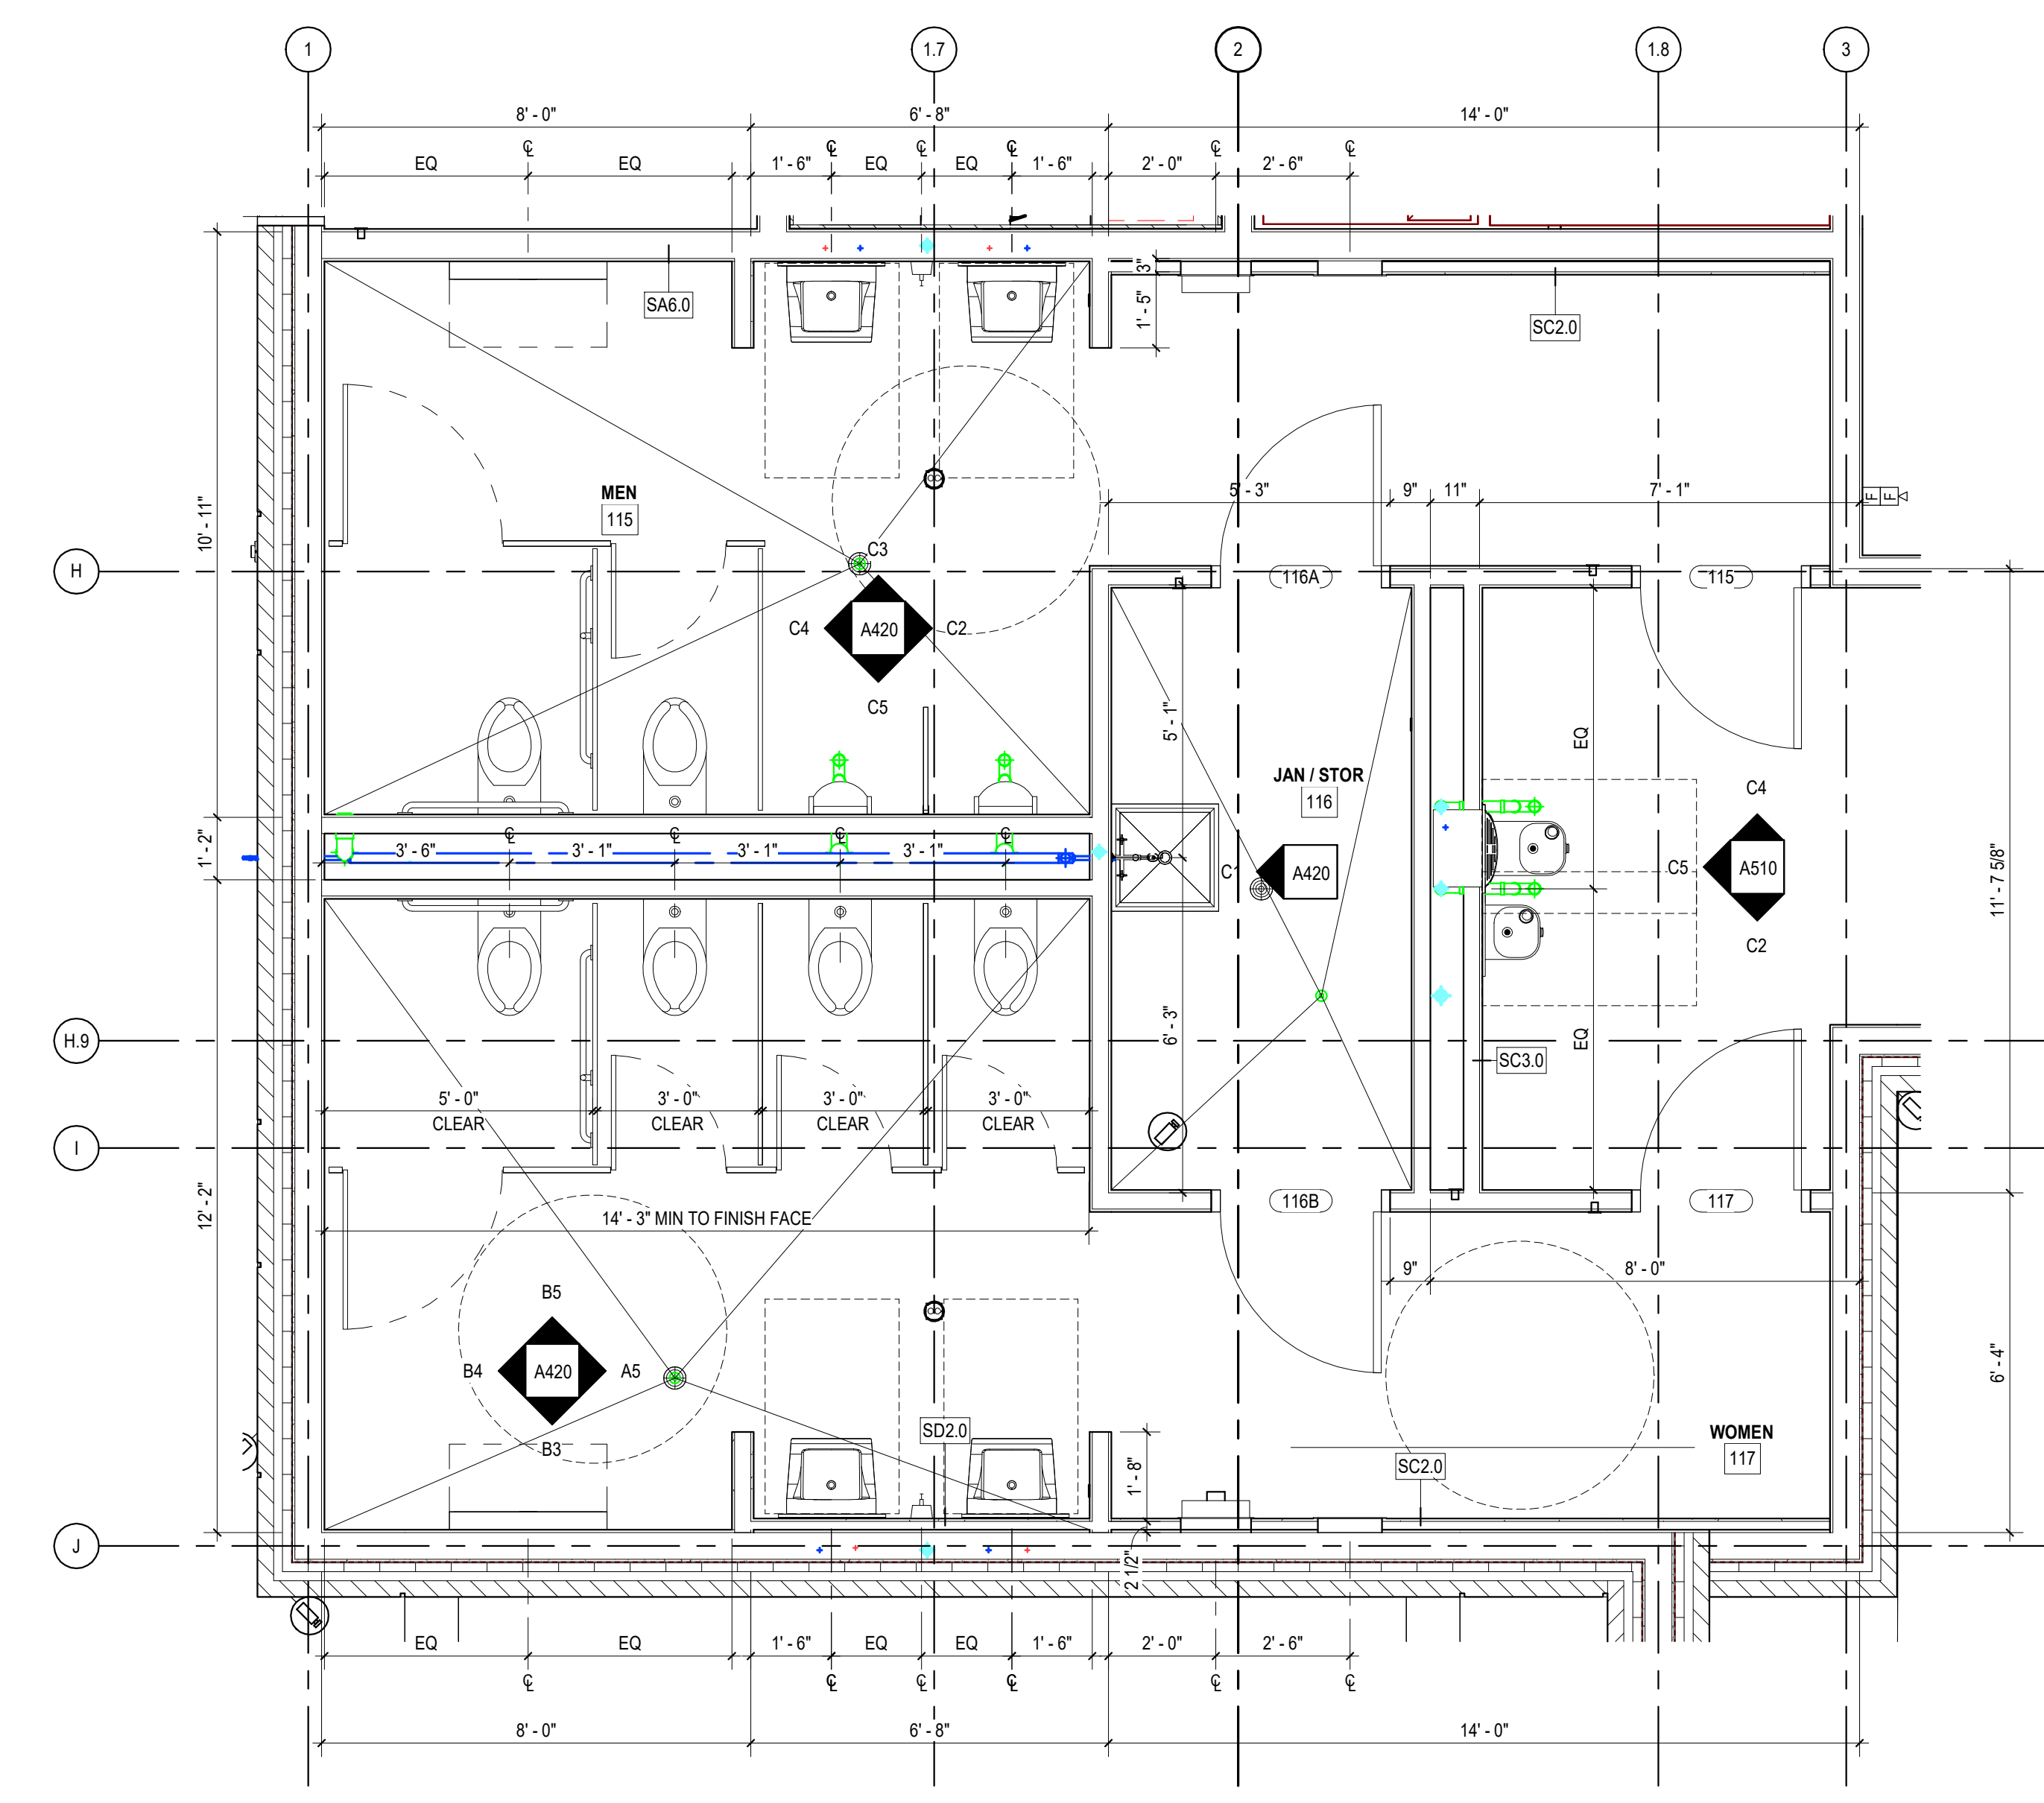 1 1.7 2 1.8 3
8' - 0" 6' - 8" 14' - 0"
EQ ℄ EQ 1' - 6" ℄ EQ ℄ EQ ℄ 1' - 6" 2' - 0" ℄ 2' - 6" ℄
SA6.0
3"
1' - 5"
SC2.0
10' - 11"
MEN
115
5' - 3" 9" 11" 7' - 1"
F F
C3
H
116A
115
C4 A420 C2
C5
5' - 1"
EQ
JAN / STOR
116
C4
1' - 2"
℄ ℄ ℄ ℄
3' - 6" 3' - 1" 3' - 1" 3' - 1"
C1 A420
C5 A510
C2
11' - 7 5/8"
6' - 3"
EQ
H.9
SC3.0
5' - 0" 3' - 0" 3' - 0" 3' - 0"
CLEAR CLEAR CLEAR CLEAR
I
12' - 2"
116B
117
14' - 3" MIN TO FINISH FACE
9" 8' - 0"
B5
B4 A420 A5
B3
6' - 4"
SD2.0
WOMEN
117
SC2.0
1' - 8"
J
2 1/2"
EQ EQ 1' - 6" EQ EQ 1' - 6" 2' - 0" 2' - 6"
℄ ℄ ℄ ℄ ℄ ℄
8' - 0" 6' - 8" 14' - 0"